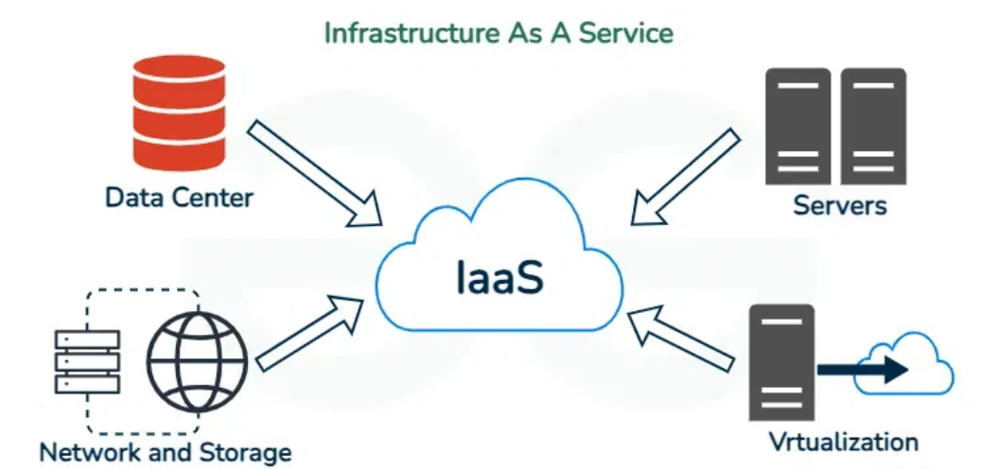 Infrastructure As A Service
Data Center
Servers
IaaS
Network and Storage
Vrtualization